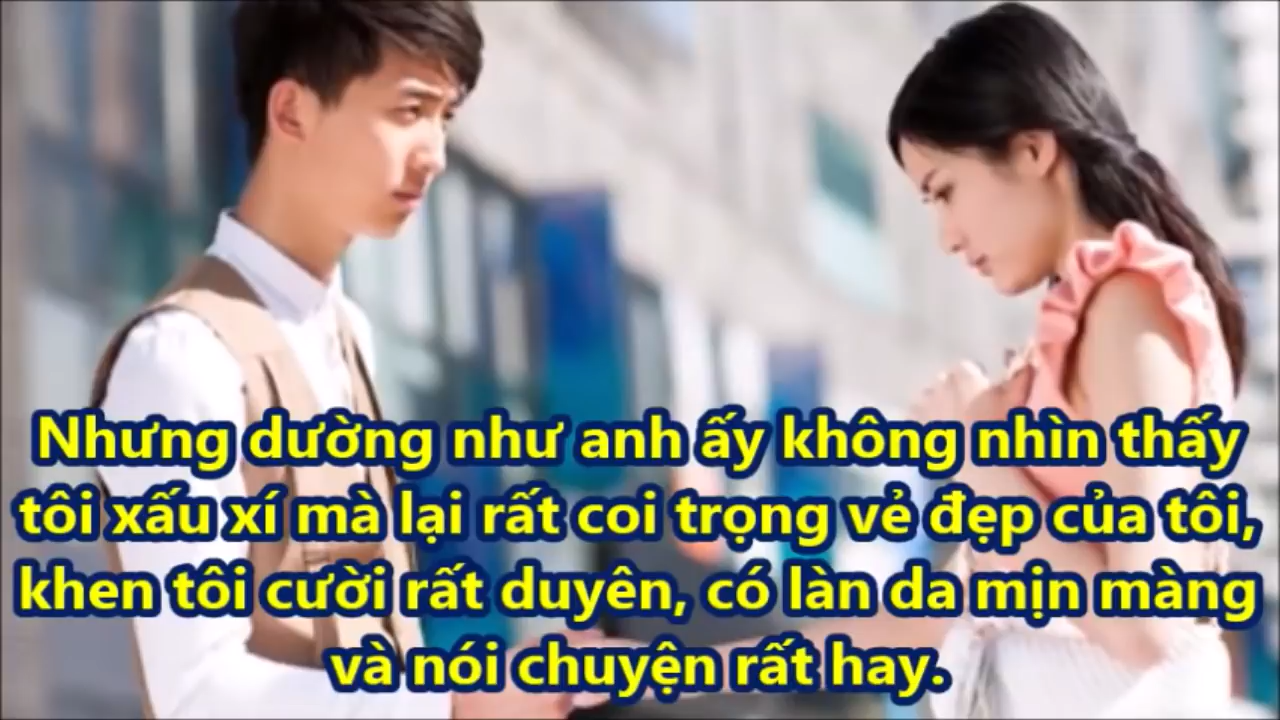 Nhưng dường như anh ấy không nhìn thấy
tôi xấu xí mà lại rất coi trọng vẻ đẹp của tôi,
khen tôi cười rất duyên, có làn da mịn màng
và nói chuyện rất hay.